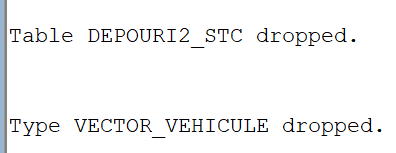 Table DEPOURI2_STC dropped.
Type VECTOR_VEHICULE dropped.